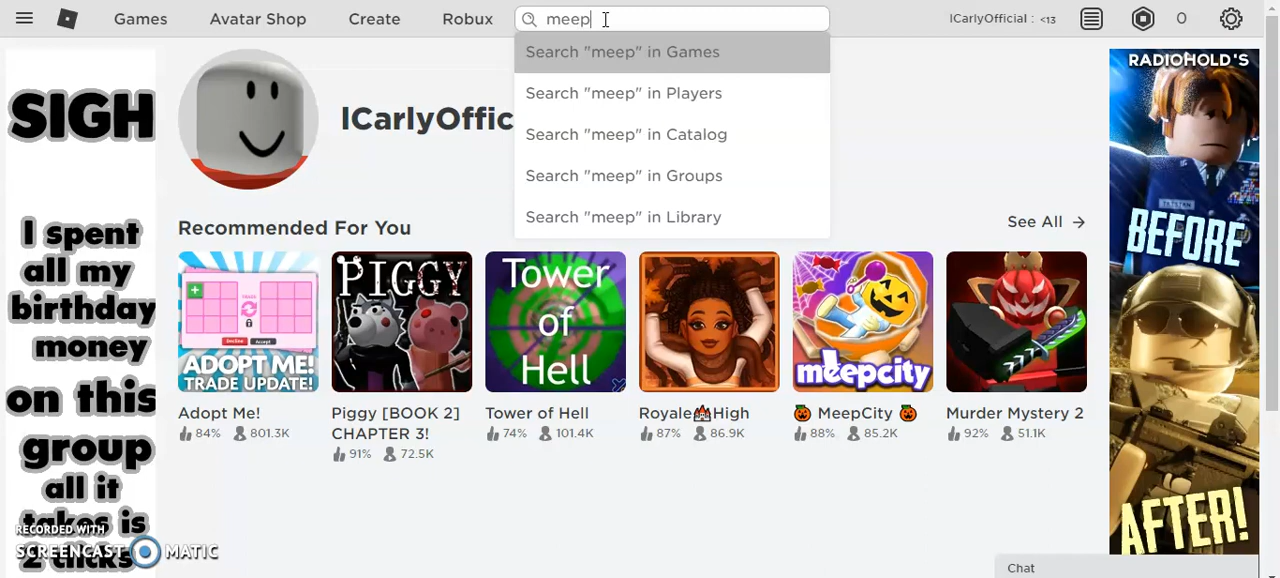 Games Avatar Shop Create Robux meep ICarlyOfficial : <13 0
Search "meep" in Games
Search "meep" in Players
Search "meep" in Catalog
Search "meep" in Groups
Search "meep" in Library
SIGH
I spent
all my
birthday
money
on this
group
all it
takes is
2 clicks
ICarlyOffic
Recommended For You
See All →
TRADE
Decline Accept
ADOPT ME!
TRADE UPDATE!
PIGGY
Tower
of
Hell
meepcity
Adopt Me!
84% 801.3K
Piggy [BOOK 2]
CHAPTER 3!
91% 72.5K
Tower of Hell
74% 101.4K
Royale🏰High
87% 86.9K
🎃 MeepCity 🎃
88% 85.2K
Murder Mystery 2
92% 51.1K
RADIOHOLD'S
BEFORE
AFTER!
RECORDED WITH
SCREENCAST MATIC
Chat